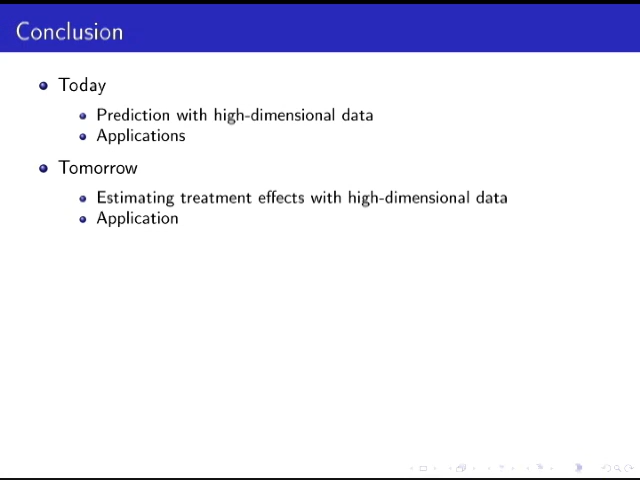 Conclusion
Today
Prediction with high-dimensional data
Applications
Tomorrow
Estimating treatment effects with high-dimensional data
Application